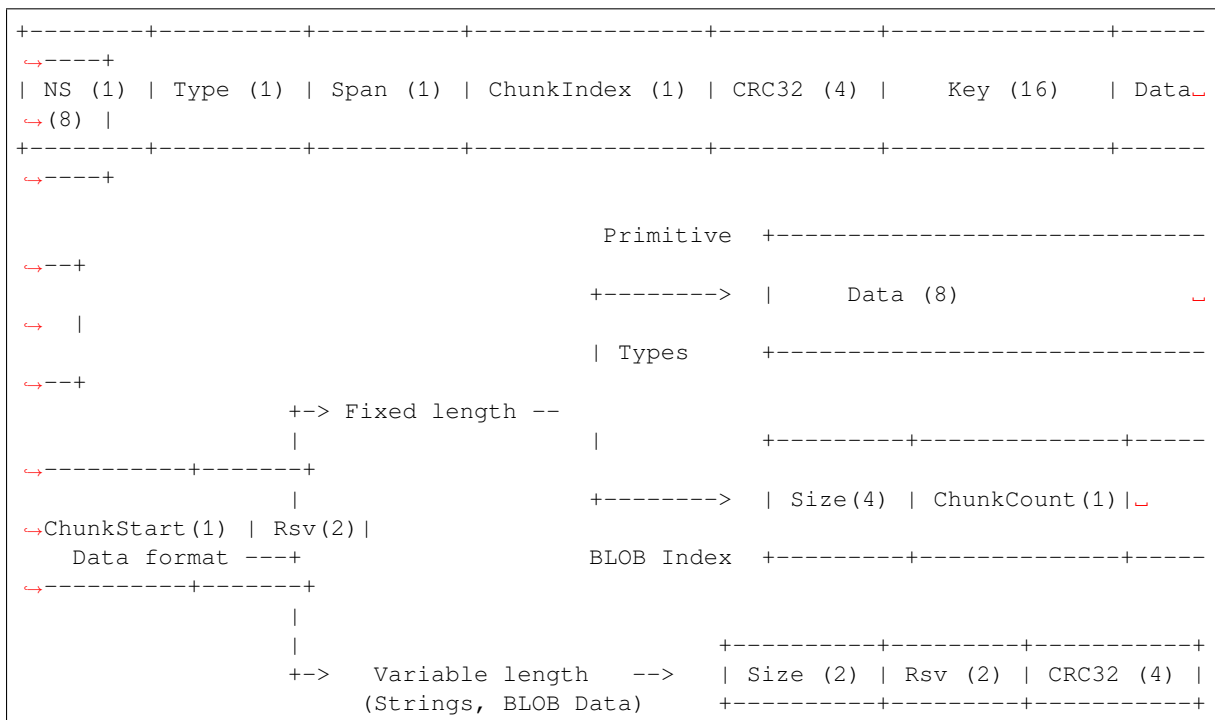 +--------+----------+----------+----------------+-----------+---------------+------
↪----+
| NS (1) | Type (1) | Span (1) | ChunkIndex (1) | CRC32 (4) |    Key (16)   | Data␣
↪(8) |
+--------+----------+----------+----------------+-----------+---------------+------
↪----+
                                         Primitive  +------------------------------
↪--+
                                        +-------->  |     Data (8)                ␣
↪  |
                                        | Types     +------------------------------
↪--+
                   +-> Fixed length --
                   |                    |           +---------+--------------+-----
↪----------+-------+
                   |                    +-------->  | Size(4) | ChunkCount(1)|␣
↪ChunkStart(1) | Rsv(2)|
    Data format ---+                    BLOB Index  +---------+--------------+-----
↪----------+-------+
                   |
                   |                             +----------+---------+-----------+
                   +->   Variable length   -->   | Size (2) | Rsv (2) | CRC32 (4) |
                        (Strings, BLOB Data)     +----------+---------+-----------+